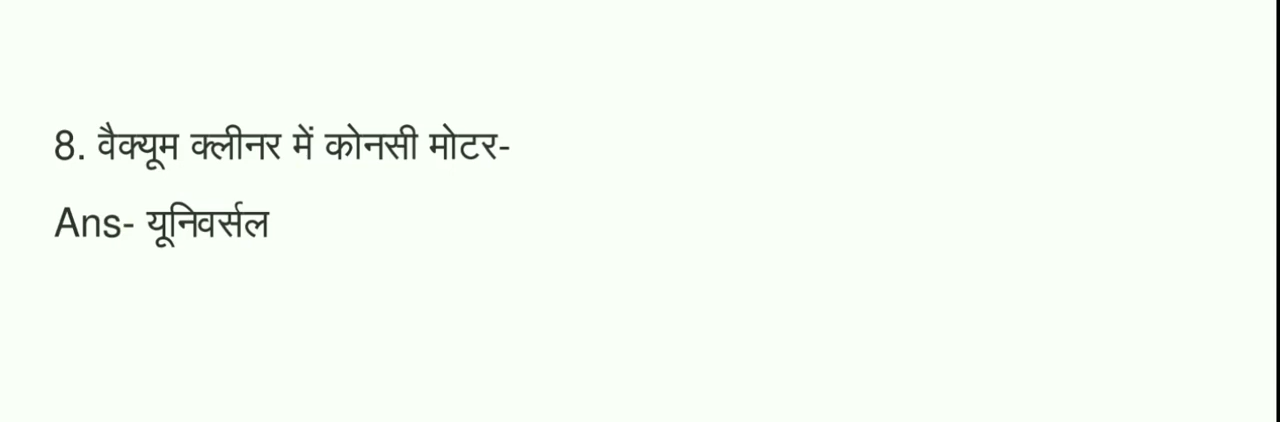 8. वैक्यूम क्लीनर में कोनसी मोटर-
Ans- यूनिवर्सल